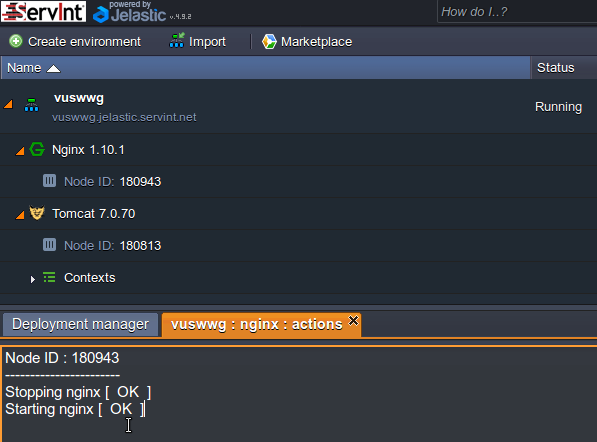 ServInt
powered by
Jelastic v.4.9.2
How do I..?
Create environment
Import
Marketplace
Name
Status
vuswwg
vuswwg.jelastic.servint.net
Running
Nginx 1.10.1
Node ID: 180943
Tomcat 7.0.70
Node ID: 180813
Contexts
Deployment manager
vuswwg : nginx : actions
Node ID : 180943
-----------------------
Stopping nginx [  OK  ]
Starting nginx [  OK  ]